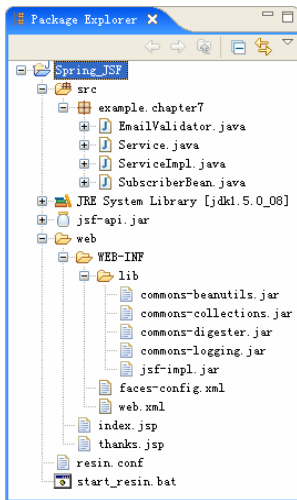 Package Explorer
Spring_JSF
src
example.chapter7
EmailValidator.java
Service.java
ServiceImpl.java
SubscriberBean.java
JRE System Library [jdk1.5.0_08]
jsf-api.jar
web
WEB-INF
lib
commons-beanutils.jar
commons-collections.jar
commons-digester.jar
commons-logging.jar
jsf-impl.jar
faces-config.xml
web.xml
index.jsp
thanks.jsp
resin.conf
start_resin.bat